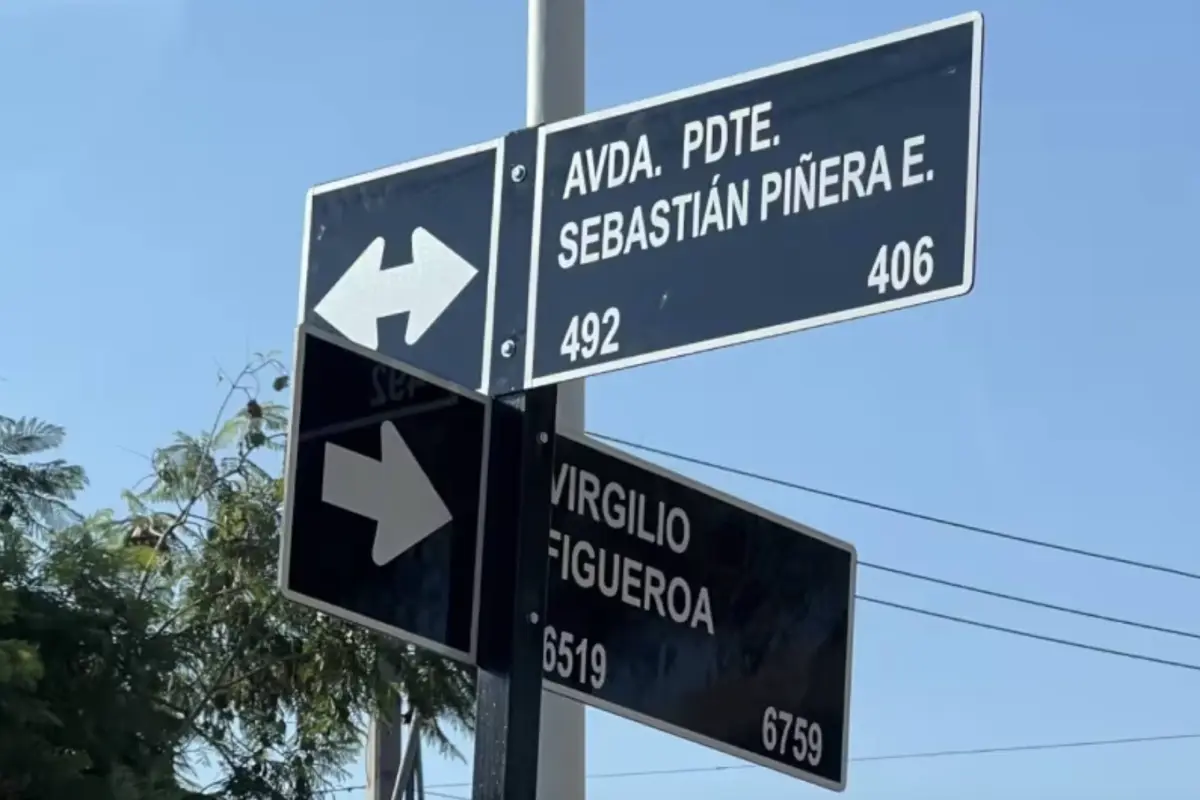 AVDA. PDTE.
SEBASTIÁN PIÑERA E.
406
492
VIRGILIO
FIGUEROA
6519
6759